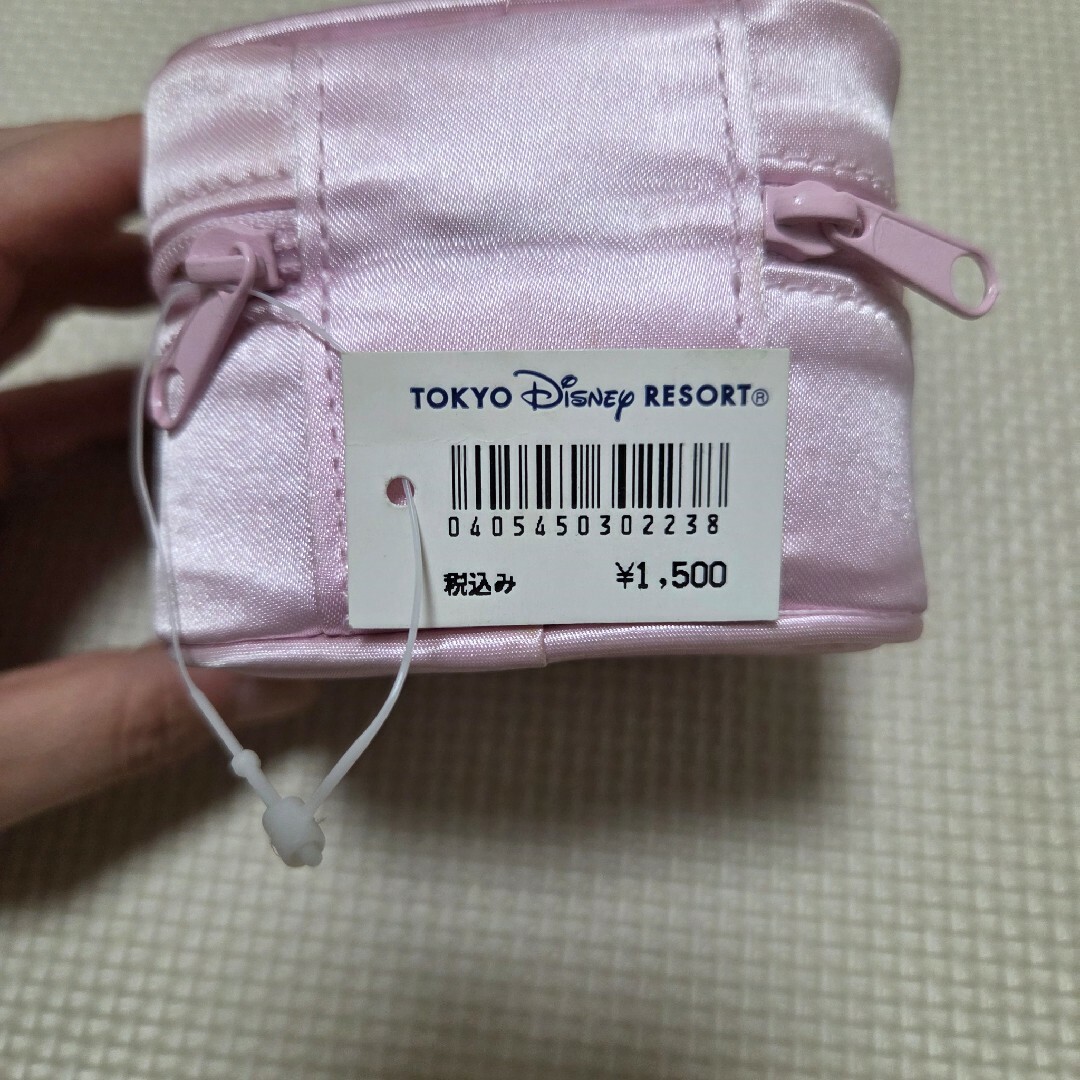 TOKYO Disney RESORT®
0405450302238
税込み ¥1,500